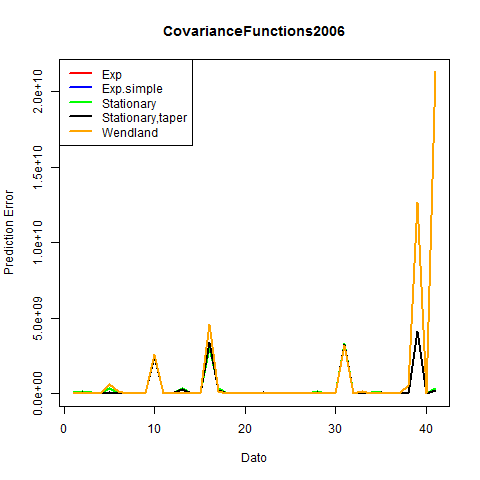 CovarianceFunctions2006
Exp
Exp.simple
Stationary
Stationary,taper
Wendland
Prediction Error
0.0e+00
5.0e+09
1.0e+10
1.5e+10
2.0e+10
0
10
20
30
40
Dato